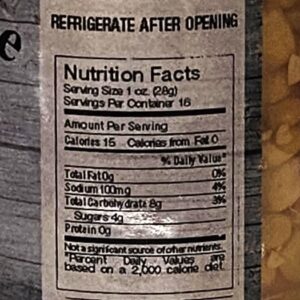 REFRIGERATE AFTER OPENING
e
Nutrition Facts
Serving Size 1 oz. (28g)
Servings Per Container 16
Amount Per Serving
Calories 15 Calories from Fat 0
% Daily Value*
Total Fat 0g 0%
Sodium 100mg 4%
Total Carbohydrate 8g 3%
Sugars 4g
Protein 0g
Not a significant source of other nutrients.
*Percent Daily Values are
based on a 2,000 calorie diet.